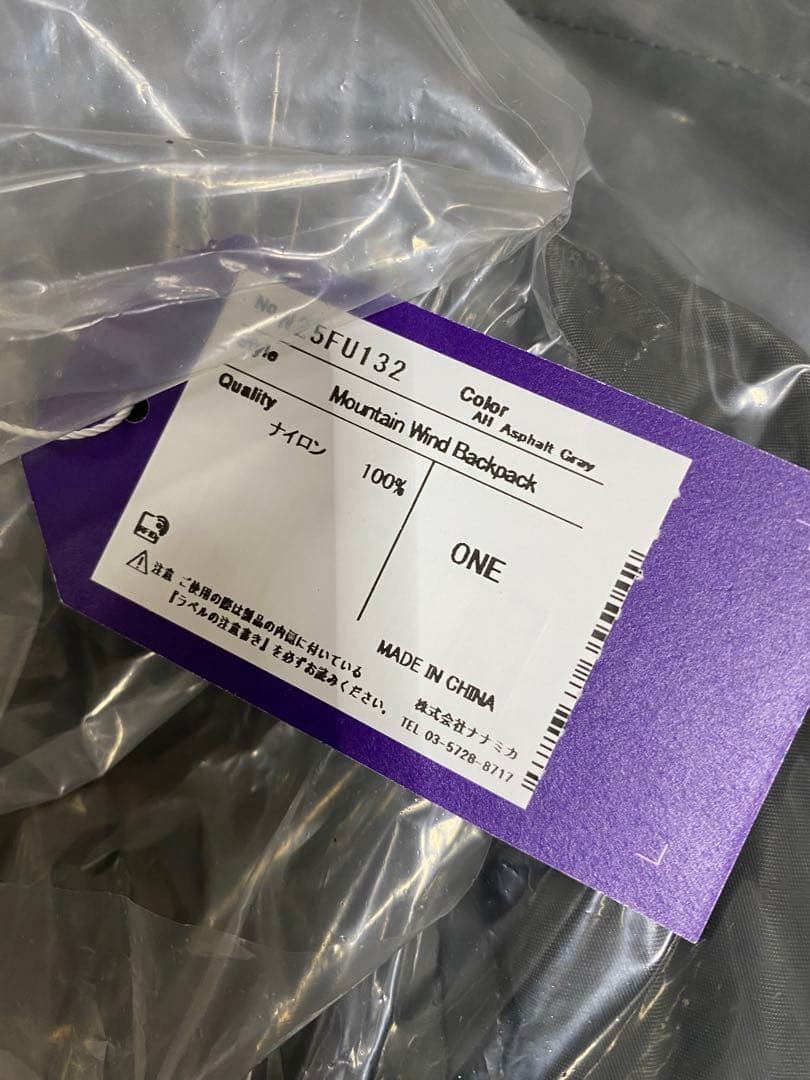 No. N25FU132
Color
AH Asphalt Gray
Style
Mountain Wind Backpack
Quality
ナイロン 100%
ONE
⚠注意 ご使用の際は製品の内側に付いている
『ラベルの注意書き』を必ずお読みください。
MADE IN CHINA
株式会社ナナミカ
TEL 03-5728-8717